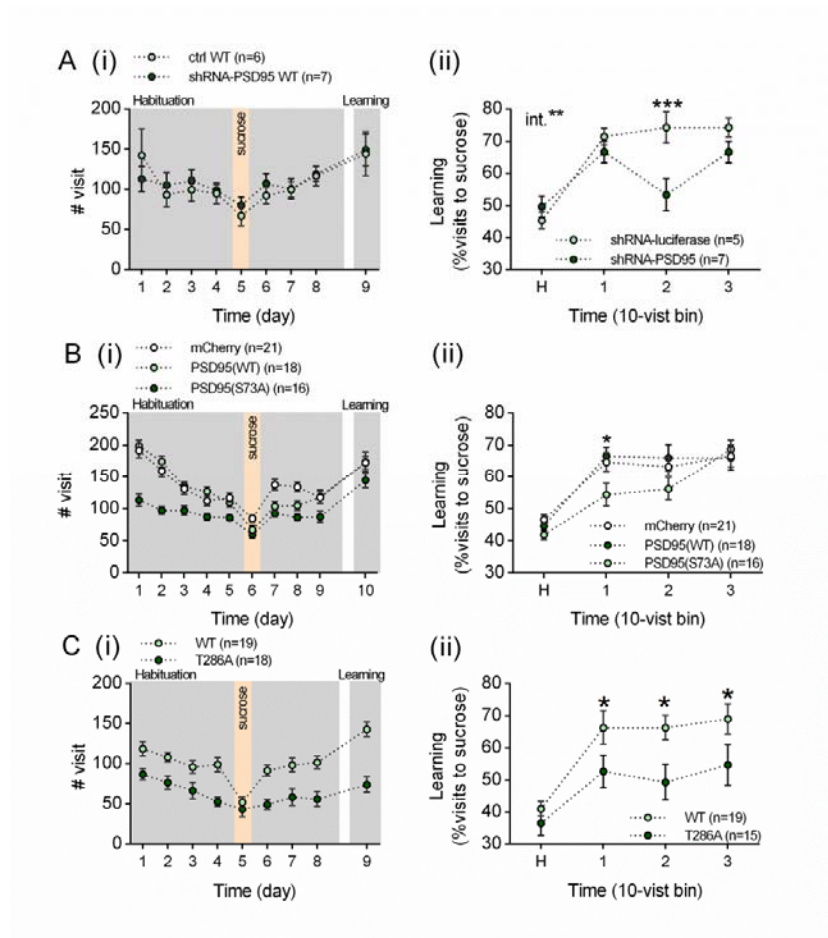 A (i)
ctrl WT (n=6)
shRNA-PSD95 WT (n=7)
Habituation
Learning
sucrose
# visit
200
150
100
50
0
1 2 3 4 5 6 7 8 9
Time (day)
(ii)
int.**
***
Learning
(%visits to sucrose)
80
70
60
50
40
30
shRNA-luciferase (n=5)
shRNA-PSD95 (n=7)
H 1 2 3
Time (10-vist bin)
B (i)
mCherry (n=21)
PSD95(WT) (n=18)
PSD95(S73A) (n=16)
Habituation
Learning
sucrose
# visit
250
200
150
100
50
0
1 2 3 4 5 6 7 8 9 10
Time (day)
(ii)
*
Learning
(%visits to sucrose)
80
70
60
50
40
30
mCherry (n=21)
PSD95(WT) (n=18)
PSD95(S73A) (n=16)
H 1 2 3
Time (10-vist bin)
C (i)
WT (n=19)
T286A (n=18)
Habituation
Learning
sucrose
# visit
200
150
100
50
0
1 2 3 4 5 6 7 8 9
Time (day)
(ii)
* * *
Learning
(%visits to sucrose)
80
70
60
50
40
30
WT (n=19)
T286A (n=15)
H 1 2 3
Time (10-vist bin)